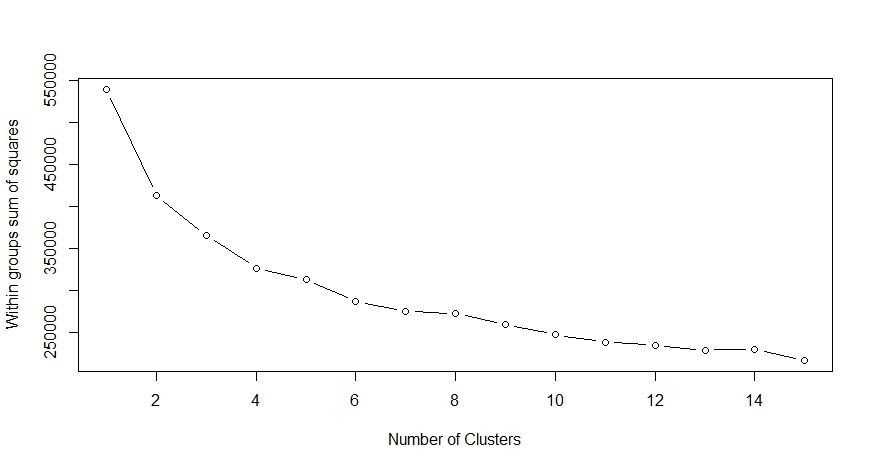 Within groups sum of squares
550000
450000
350000
250000
2 4 6 8 10 12 14
Number of Clusters